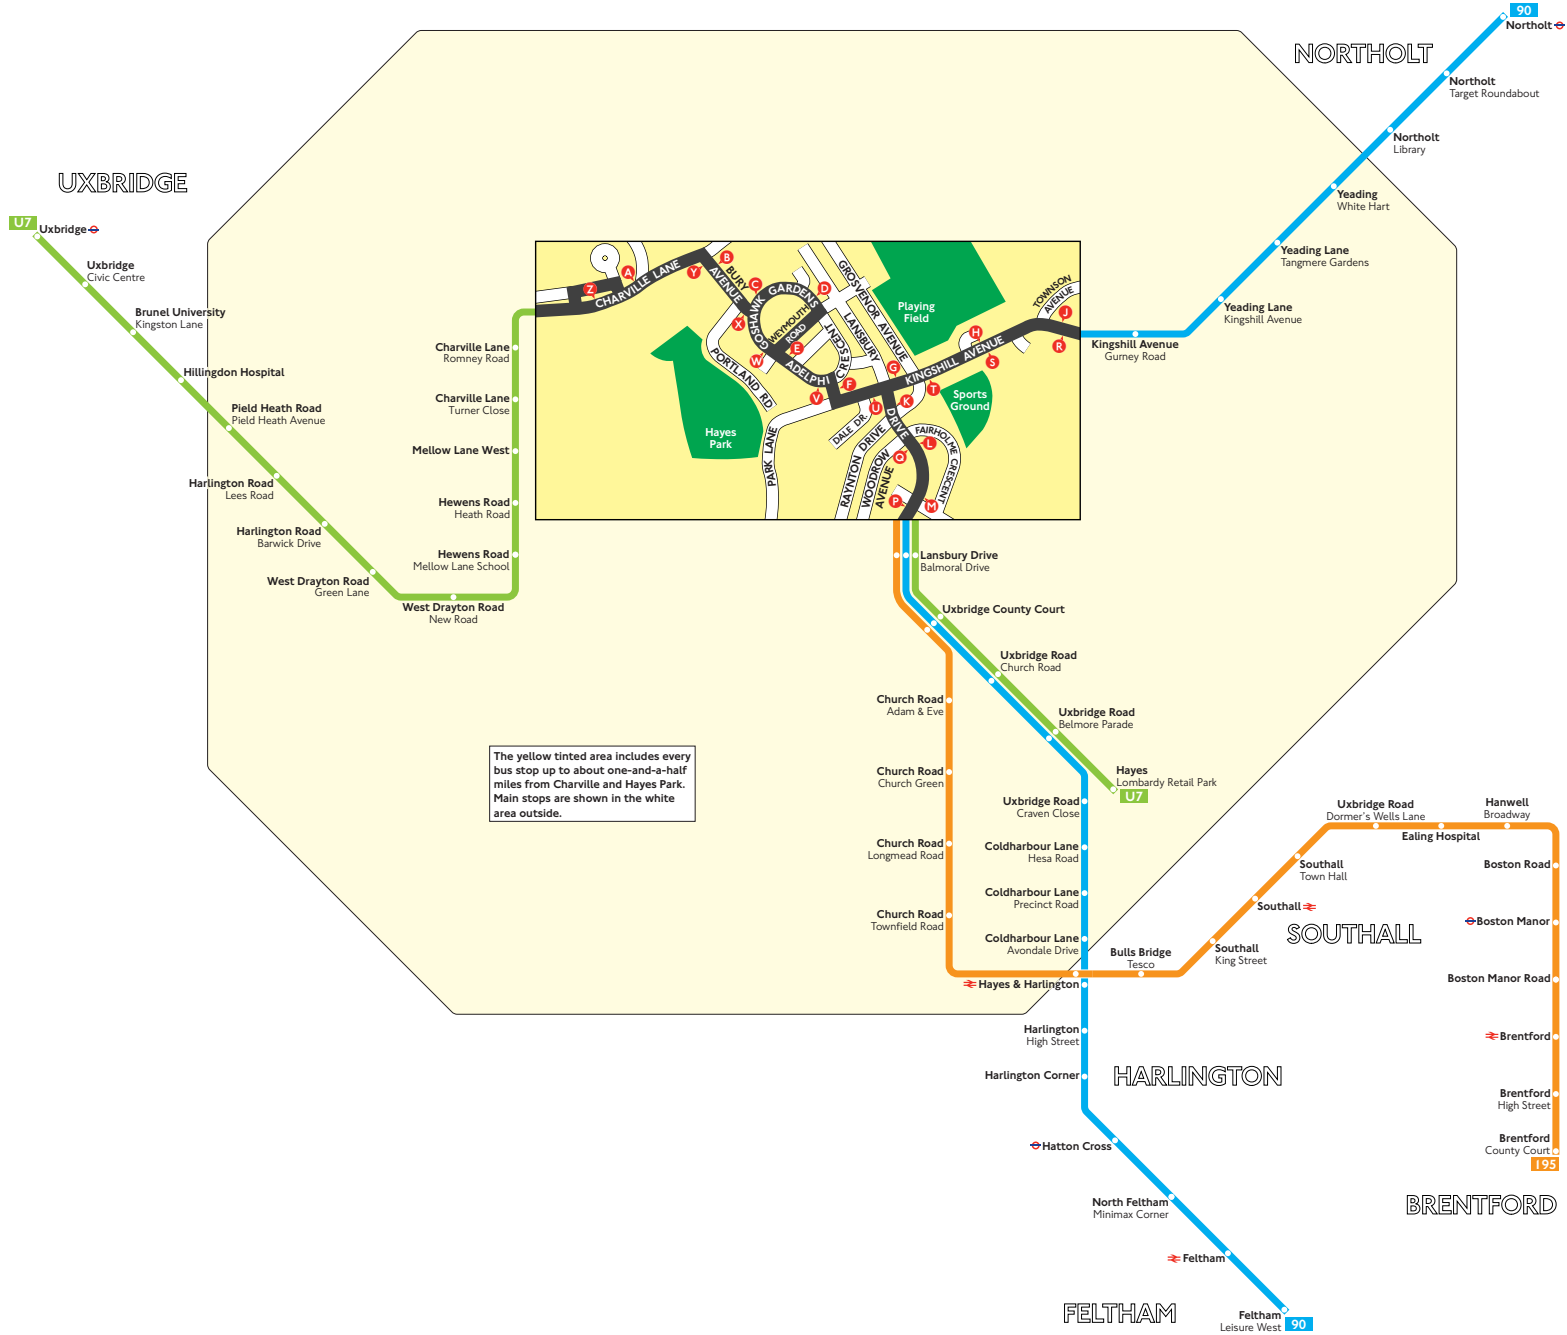 90
Northolt
NORTHOLT
Northolt
Target Roundabout
Northolt
Library
Yeading
White Hart
Yeading Lane
Tangmere Gardens
Yeading Lane
Kingshill Avenue
Kingshill Avenue
Gurney Road
UXBRIDGE
U7
Uxbridge
Uxbridge
Civic Centre
Brunel University
Kingston Lane
Hillingdon Hospital
Pield Heath Road
Pield Heath Avenue
Harlington Road
Lees Road
Harlington Road
Barwick Drive
West Drayton Road
Green Lane
West Drayton Road
New Road
Charville Lane
Romney Road
Charville Lane
Turner Close
Mellow Lane West
Hewens Road
Heath Road
Hewens Road
Mellow Lane School
CHARVILLE LANE
BURY
AVENUE
GOSHAWK GARDENS
WEYMOUTH
ROAD
ADELPHI
CRESCENT
LANSBURY
DRIVE
GROSVENOR AVENUE
KINGSHILL AVENUE
TOWNSON
AVENUE
PORTLAND RD
PARK LANE
DALE DR.
RAYNTON DRIVE
WOODROW
AVENUE
FAIRHOLME
CRESCENT
Playing
Field
Sports
Ground
Hayes
Park
A
B
C
D
E
F
G
H
J
K
L
M
P
Q
R
S
T
U
V
W
X
Y
Z
Lansbury Drive
Balmoral Drive
Uxbridge County Court
Uxbridge Road
Church Road
Uxbridge Road
Belmore Parade
Hayes
Lombardy Retail Park
U7
Church Road
Adam & Eve
Church Road
Church Green
Church Road
Longmead Road
Church Road
Townfield Road
Uxbridge Road
Craven Close
Coldharbour Lane
Hesa Road
Coldharbour Lane
Precinct Road
Coldharbour Lane
Avondale Drive
Hayes & Harlington
Bulls Bridge
Tesco
Southall
King Street
Southall
SOUTHALL
Southall
Town Hall
Uxbridge Road
Dormer's Wells Lane
Ealing Hospital
Hanwell
Broadway
Boston Road
Boston Manor
Boston Manor Road
Brentford
Brentford
High Street
Brentford
County Court
195
BRENTFORD
Harlington
High Street
Harlington Corner
HARLINGTON
Hatton Cross
North Feltham
Minimax Corner
Feltham
FELTHAM
Feltham
Leisure West
90
The yellow tinted area includes every
bus stop up to about one-and-a-half
miles from Charville and Hayes Park.
Main stops are shown in the white
area outside.